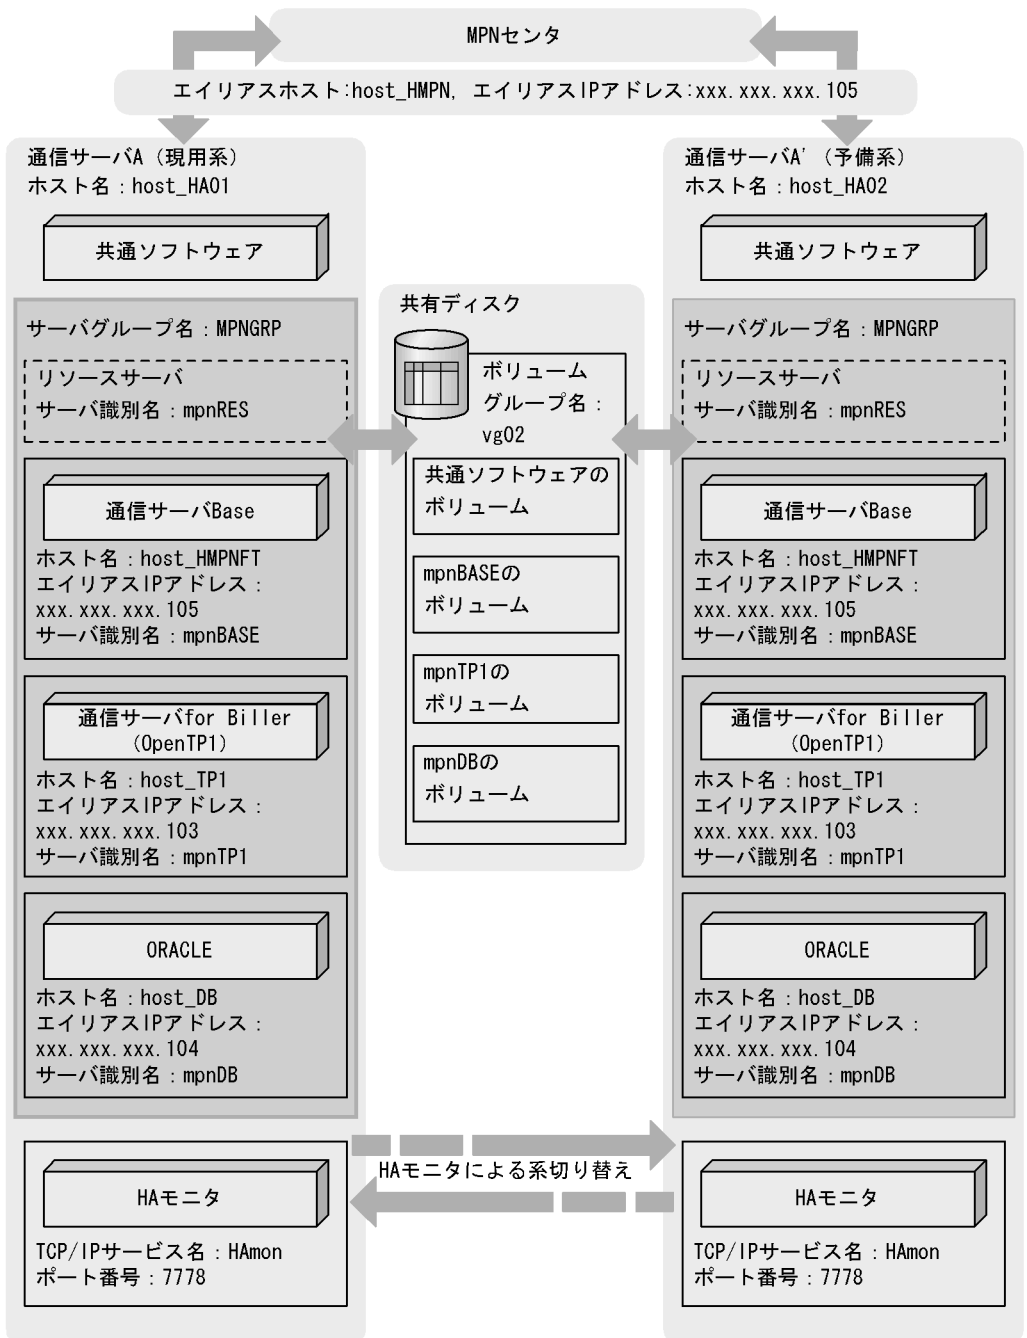 MPNセンタ
エイリアスホスト:host_HMPN, エイリアスIPアドレス:xxx.xxx.xxx.105
通信サーバA（現用系）
ホスト名：host_HA01
共通ソフトウェア
サーバグループ名：MPNGRP
リソースサーバ
サーバ識別名：mpnRES
通信サーバBase
ホスト名：host_HMPNFT
エイリアスIPアドレス：
xxx.xxx.xxx.105
サーバ識別名：mpnBASE
通信サーバfor Biller
(OpenTP1)
ホスト名：host_TP1
エイリアスIPアドレス：
xxx.xxx.xxx.103
サーバ識別名：mpnTP1
ORACLE
ホスト名：host_DB
エイリアスIPアドレス：
xxx.xxx.xxx.104
サーバ識別名：mpnDB
HAモニタ
TCP/IPサービス名：HAmon
ポート番号：7778
共有ディスク
ボリューム
グループ名：
vg02
共通ソフトウェアの
ボリューム
mpnBASEの
ボリューム
mpnTP1の
ボリューム
mpnDBの
ボリューム
HAモニタによる系切り替え
通信サーバA'（予備系）
ホスト名：host_HA02
共通ソフトウェア
サーバグループ名：MPNGRP
リソースサーバ
サーバ識別名：mpnRES
通信サーバBase
ホスト名：host_HMPNFT
エイリアスIPアドレス：
xxx.xxx.xxx.105
サーバ識別名：mpnBASE
通信サーバfor Biller
(OpenTP1)
ホスト名：host_TP1
エイリアスIPアドレス：
xxx.xxx.xxx.103
サーバ識別名：mpnTP1
ORACLE
ホスト名：host_DB
エイリアスIPアドレス：
xxx.xxx.xxx.104
サーバ識別名：mpnDB
HAモニタ
TCP/IPサービス名：HAmon
ポート番号：7778